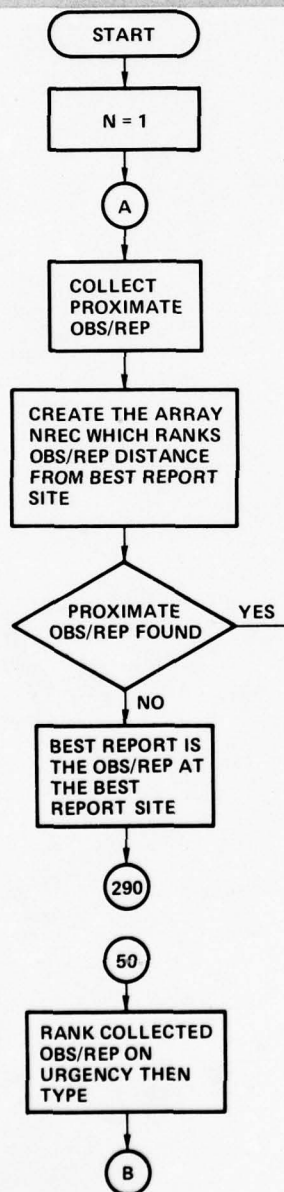 START
N = 1
A
COLLECT
PROXIMATE
OBS/REP
CREATE THE ARRAY
NREC WHICH RANKS
OBS/REP DISTANCE
FROM BEST REPORT
SITE
PROXIMATE
OBS/REP FOUND
YES
NO
BEST REPORT IS
THE OBS/REP AT
THE BEST
REPORT SITE
290
50
RANK COLLECTED
OBS/REP ON
URGENCY THEN
TYPE
B